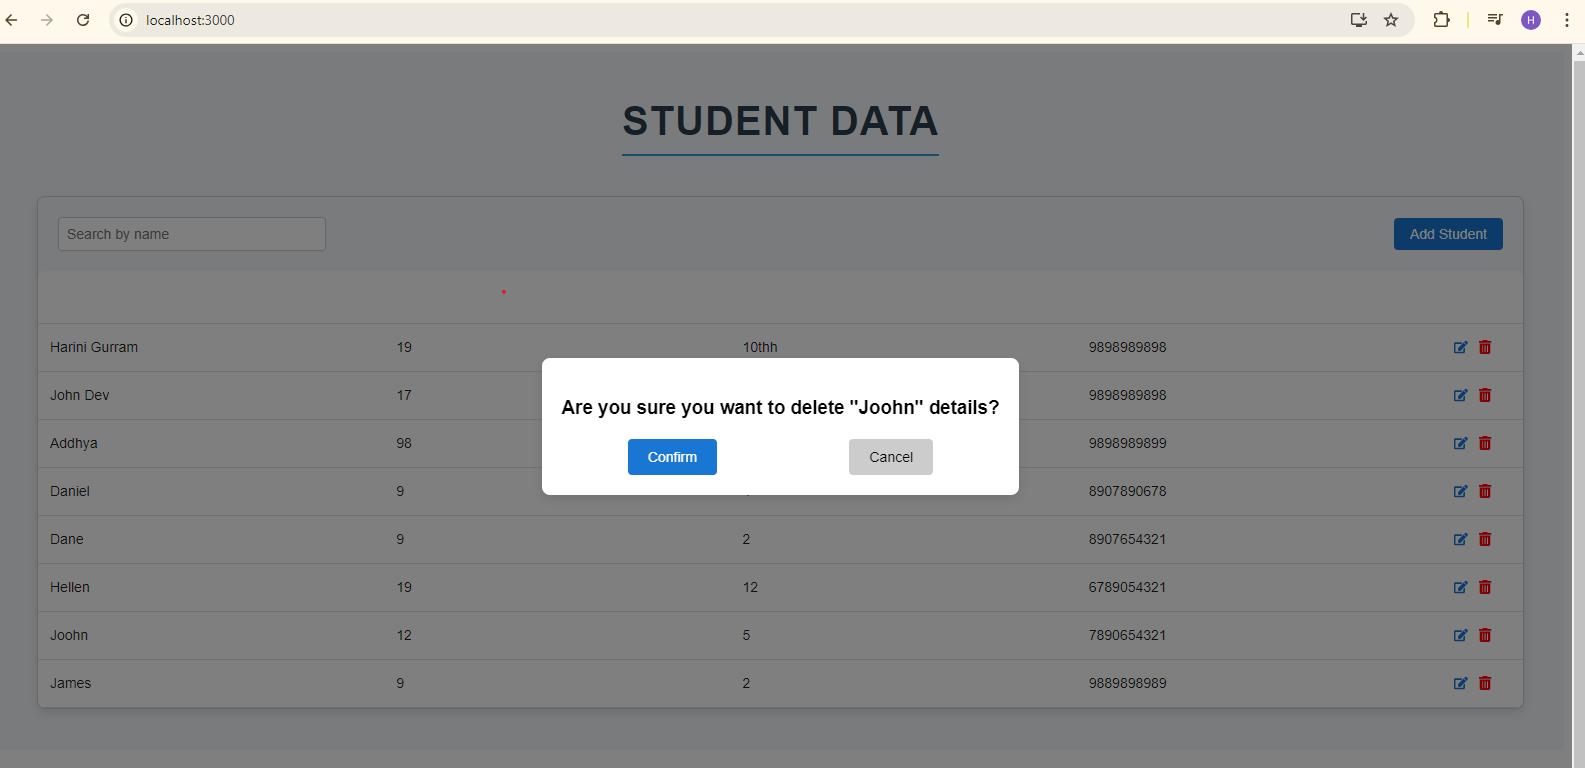 localhost:3000
H
STUDENT DATA
Search by name
Add Student
Harini Gurram 19 10thh 9898989898
John Dev 17 9898989898
Addhya 98 9898989899
Daniel 9 8907890678
Dane 9 2 8907654321
Hellen 19 12 6789054321
Joohn 12 5 7890654321
James 9 2 9889898989
Are you sure you want to delete "Joohn" details?
Confirm Cancel